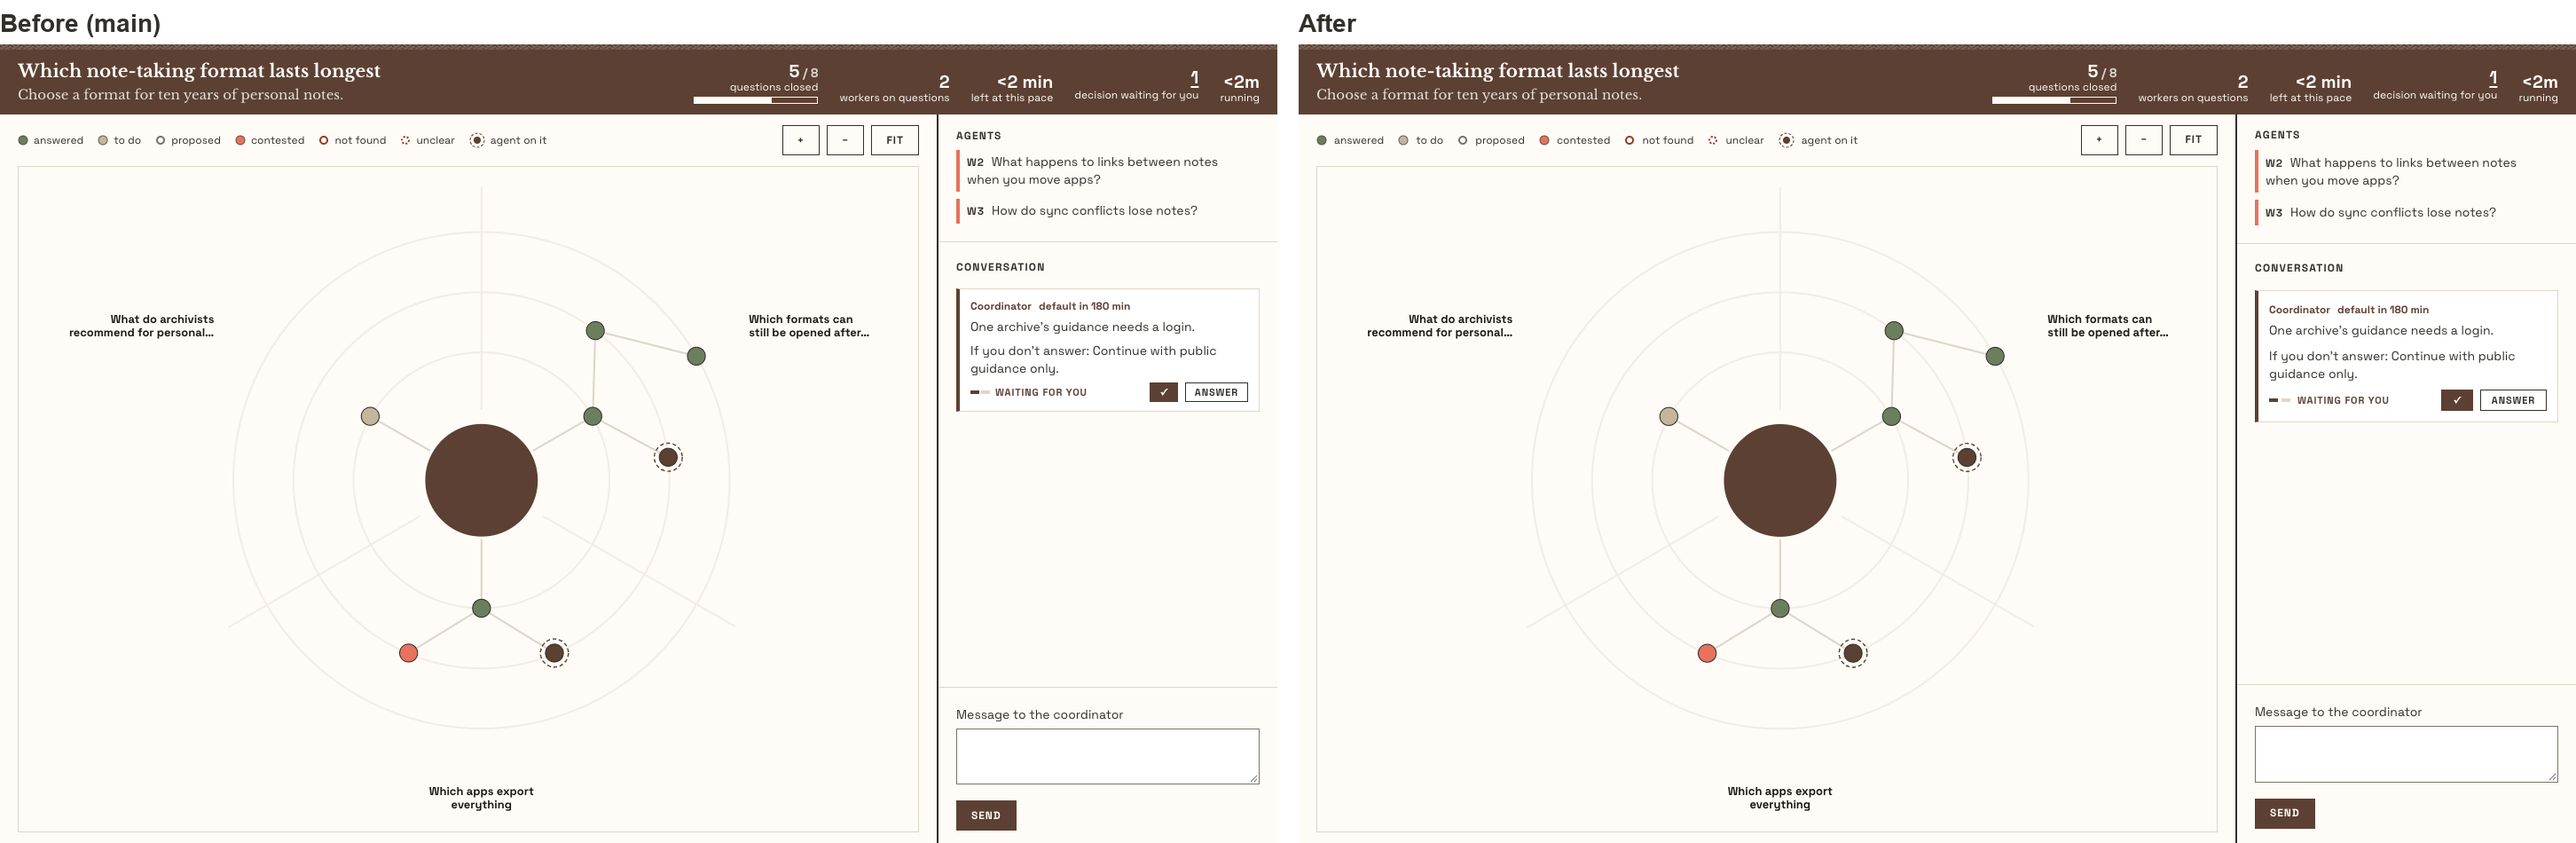 Before (main)
Which note-taking format lasts longest
Choose a format for ten years of personal notes.
5 / 8
questions closed
2
workers on questions
<2 min
left at this pace
1
decision waiting for you
<2m
running
answered
to do
proposed
contested
not found
unclear
agent on it
+
−
FIT
What do archivists
recommend for personal…
Which formats can
still be opened after…
Which apps export
everything
AGENTS
W2 What happens to links between notes
when you move apps?
W3 How do sync conflicts lose notes?
CONVERSATION
Coordinator default in 180 min
One archive's guidance needs a login.
If you don't answer: Continue with public
guidance only.
WAITING FOR YOU
✓
ANSWER
Message to the coordinator
SEND
After
Which note-taking format lasts longest
Choose a format for ten years of personal notes.
5 / 8
questions closed
2
workers on questions
<2 min
left at this pace
1
decision waiting for you
<2m
running
answered
to do
proposed
contested
not found
unclear
agent on it
+
−
FIT
What do archivists
recommend for personal…
Which formats can
still be opened after…
Which apps export
everything
AGENTS
W2 What happens to links between notes
when you move apps?
W3 How do sync conflicts lose notes?
CONVERSATION
Coordinator default in 180 min
One archive's guidance needs a login.
If you don't answer: Continue with public
guidance only.
WAITING FOR YOU
✓
ANSWER
Message to the coordinator
SEND